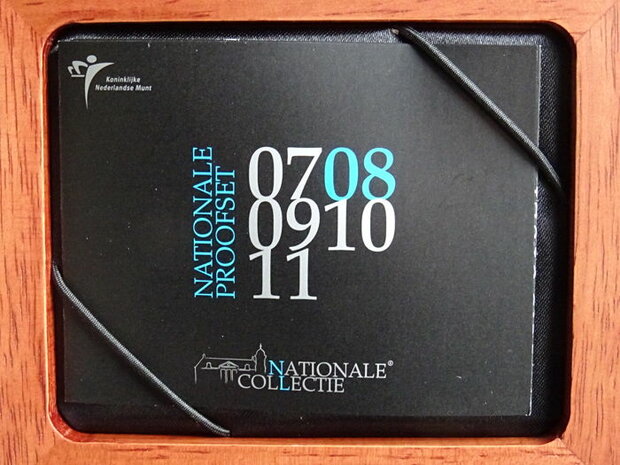 Koninklijke
Nederlandse Munt
NATIONALE
PROOFSET
0708
0910
11
NATIONALE®
COLLECTIE